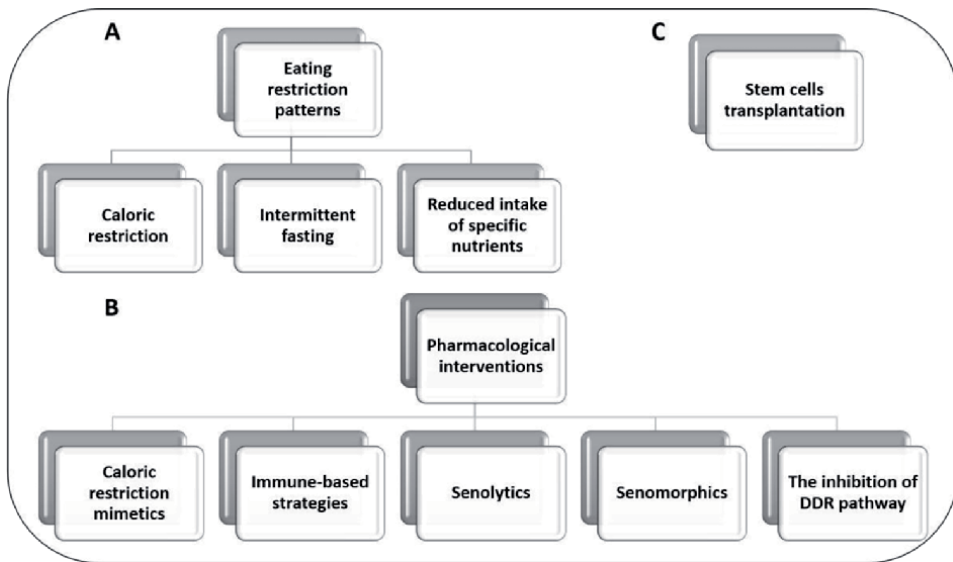 A
Eating
restriction
patterns
Caloric
restriction
Intermittent
fasting
Reduced intake
of specific
nutrients
C
Stem cells
transplantation
B
Pharmacological
interventions
Caloric
restriction
mimetics
Immune-based
strategies
Senolytics
Senomorphics
The inhibition of
DDR pathway